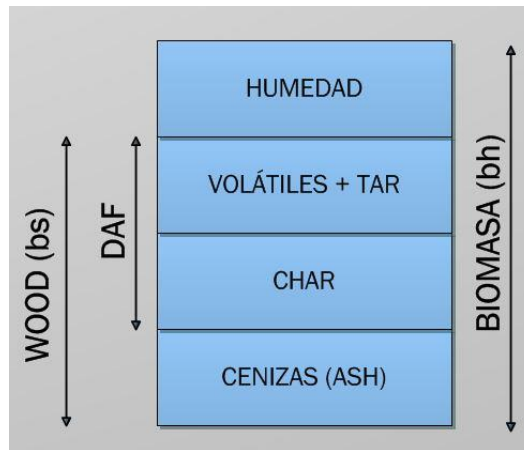 HUMEDAD
VOLÁTILES + TAR
CHAR
CENIZAS (ASH)
WOOD (bs)
DAF
BIOMASA (bh)